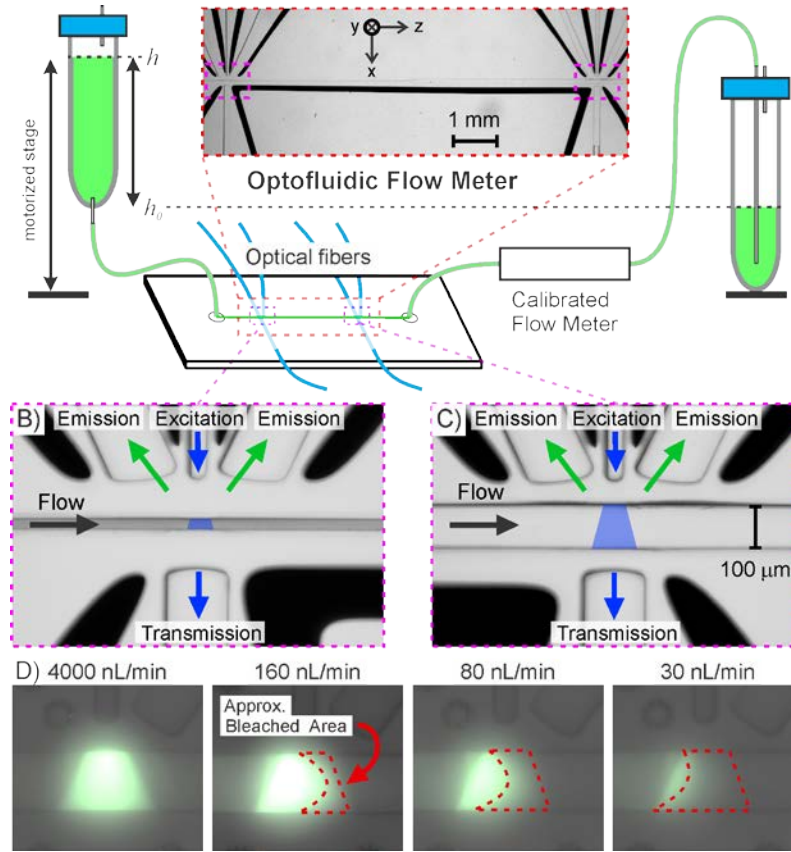 y
z
x
h
1 mm
motorized stage
Optofluidic Flow Meter
h₀
Optical fibers
Calibrated
Flow Meter
B)
Emission
Excitation
Emission
Flow
Transmission
C)
Emission
Excitation
Emission
Flow
100 μm
Transmission
D)
4000 nL/min
160 nL/min
80 nL/min
30 nL/min
Approx.
Bleached Area